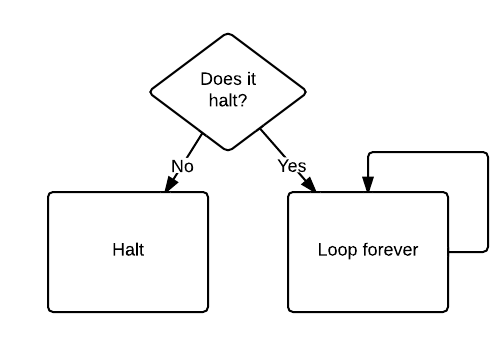 Does it
halt?
No
Yes
Halt
Loop forever